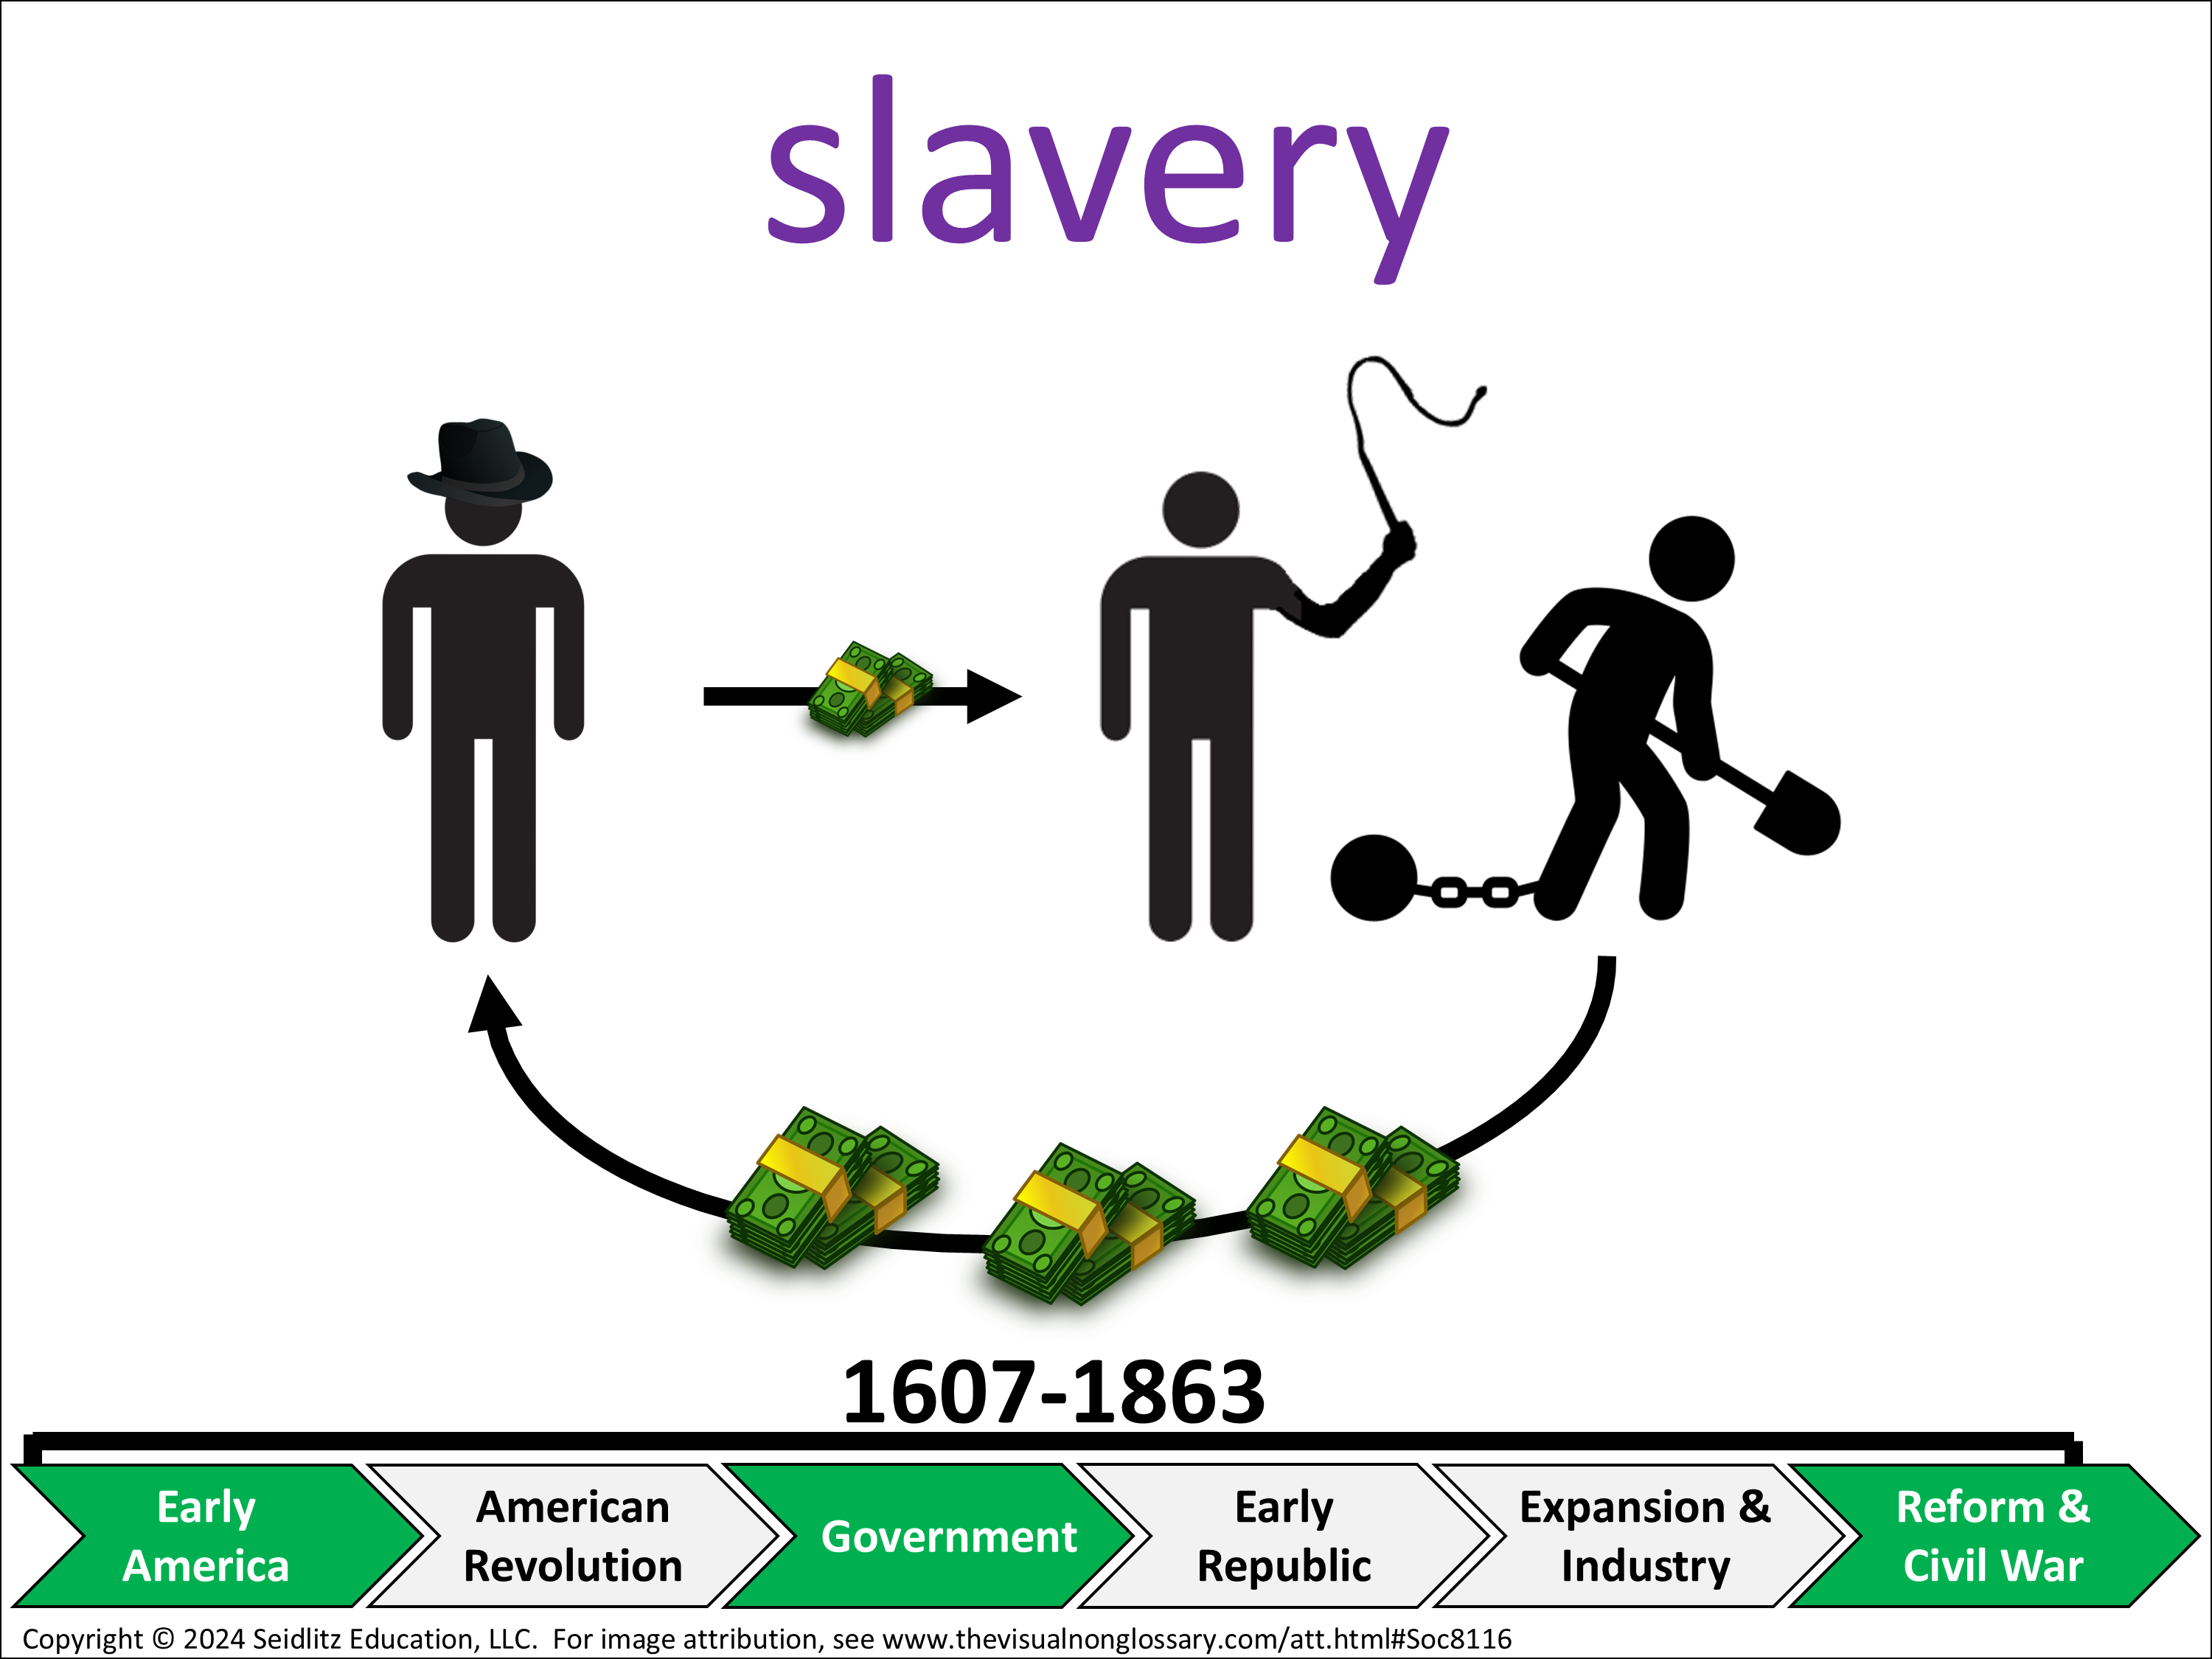 slavery
1607-1863
Early
America
American
Revolution
Government
Early
Republic
Expansion &
Industry
Reform &
Civil War
Copyright © 2024 Seidlitz Education, LLC.  For image attribution, see www.thevisualnonglossary.com/att.html#Soc8116